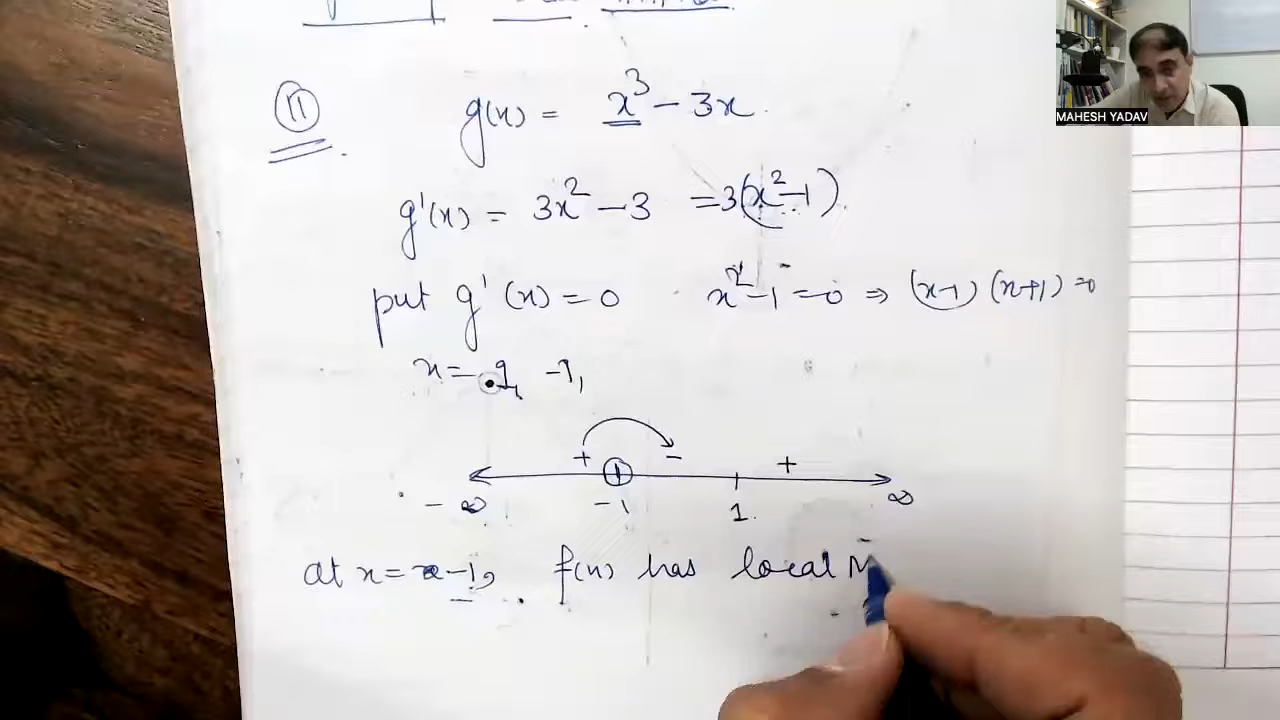 (ii) g(x) = x³ - 3x.
g'(x) = 3x² - 3 = 3(x² - 1).
put g'(x) = 0 x² - 1 = 0 ⇒ (x-1) (x+1) = 0
x = 1, -1,
+ - +
- ∞ -1 1. ∞
at x = -1, f(x) has local M
MAHESH YADAV